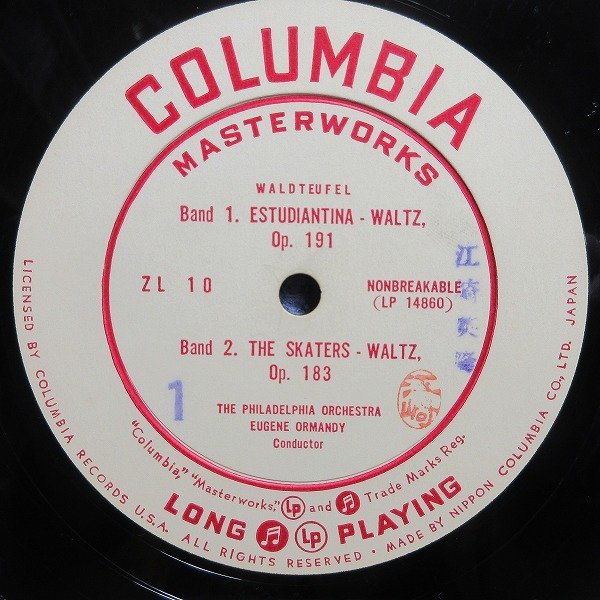 COLUMBIA
MASTERWORKS
WALDTEUFEL
Band 1. ESTUDIANTINA - WALTZ,
Op. 191
ZL 10
NONBREAKABLE
(LP 14860)
Band 2. THE SKATERS - WALTZ,
Op. 183
1
THE PHILADELPHIA ORCHESTRA
EUGENE ORMANDY
Conductor
"Columbia," "Masterworks," Lp and Trade Marks Reg.
LONG Lp PLAYING
LICENSED BY COLUMBIA RECORDS U.S.A. ALL RIGHTS RESERVED · MADE BY NIPPON COLUMBIA CO., LTD. JAPAN